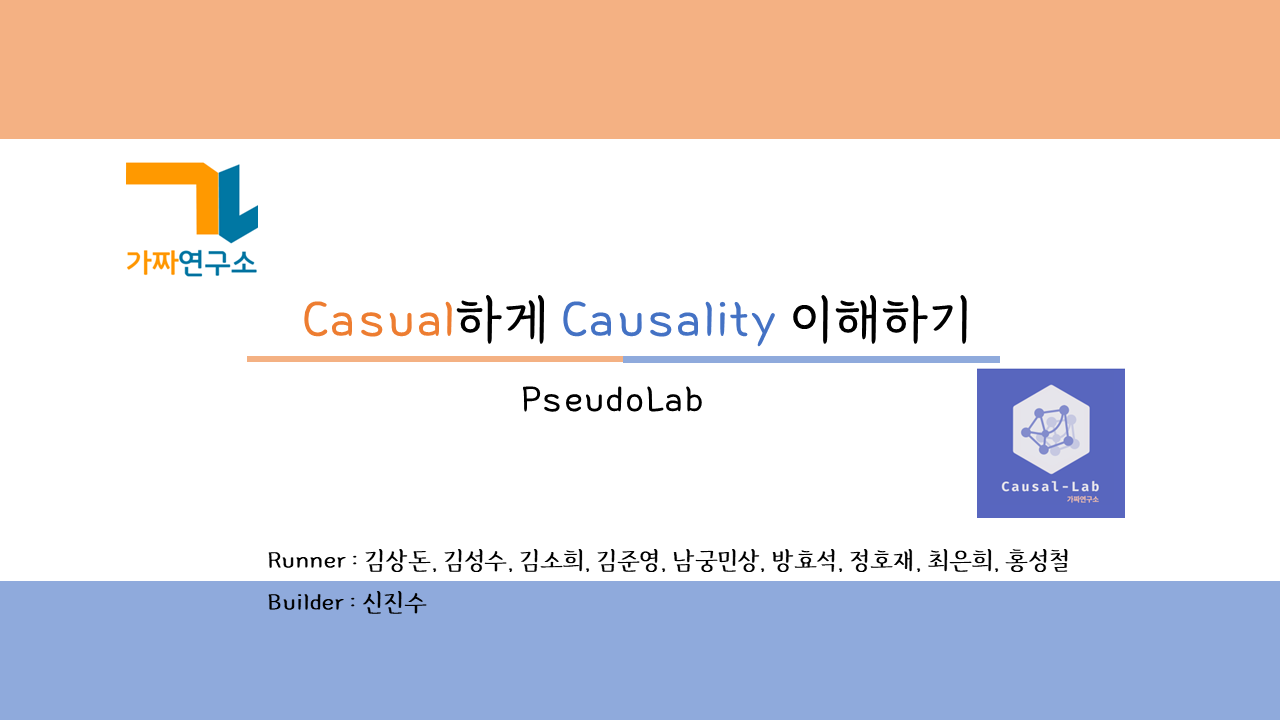 가짜연구소
Casual하게 Causality 이해하기
PseudoLab
Causal-Lab
가짜연구소
Runner : 김상돈, 김성수, 김소희, 김준영, 남궁민상, 방효석, 정호재, 최은희, 홍성철
Builder : 신진수